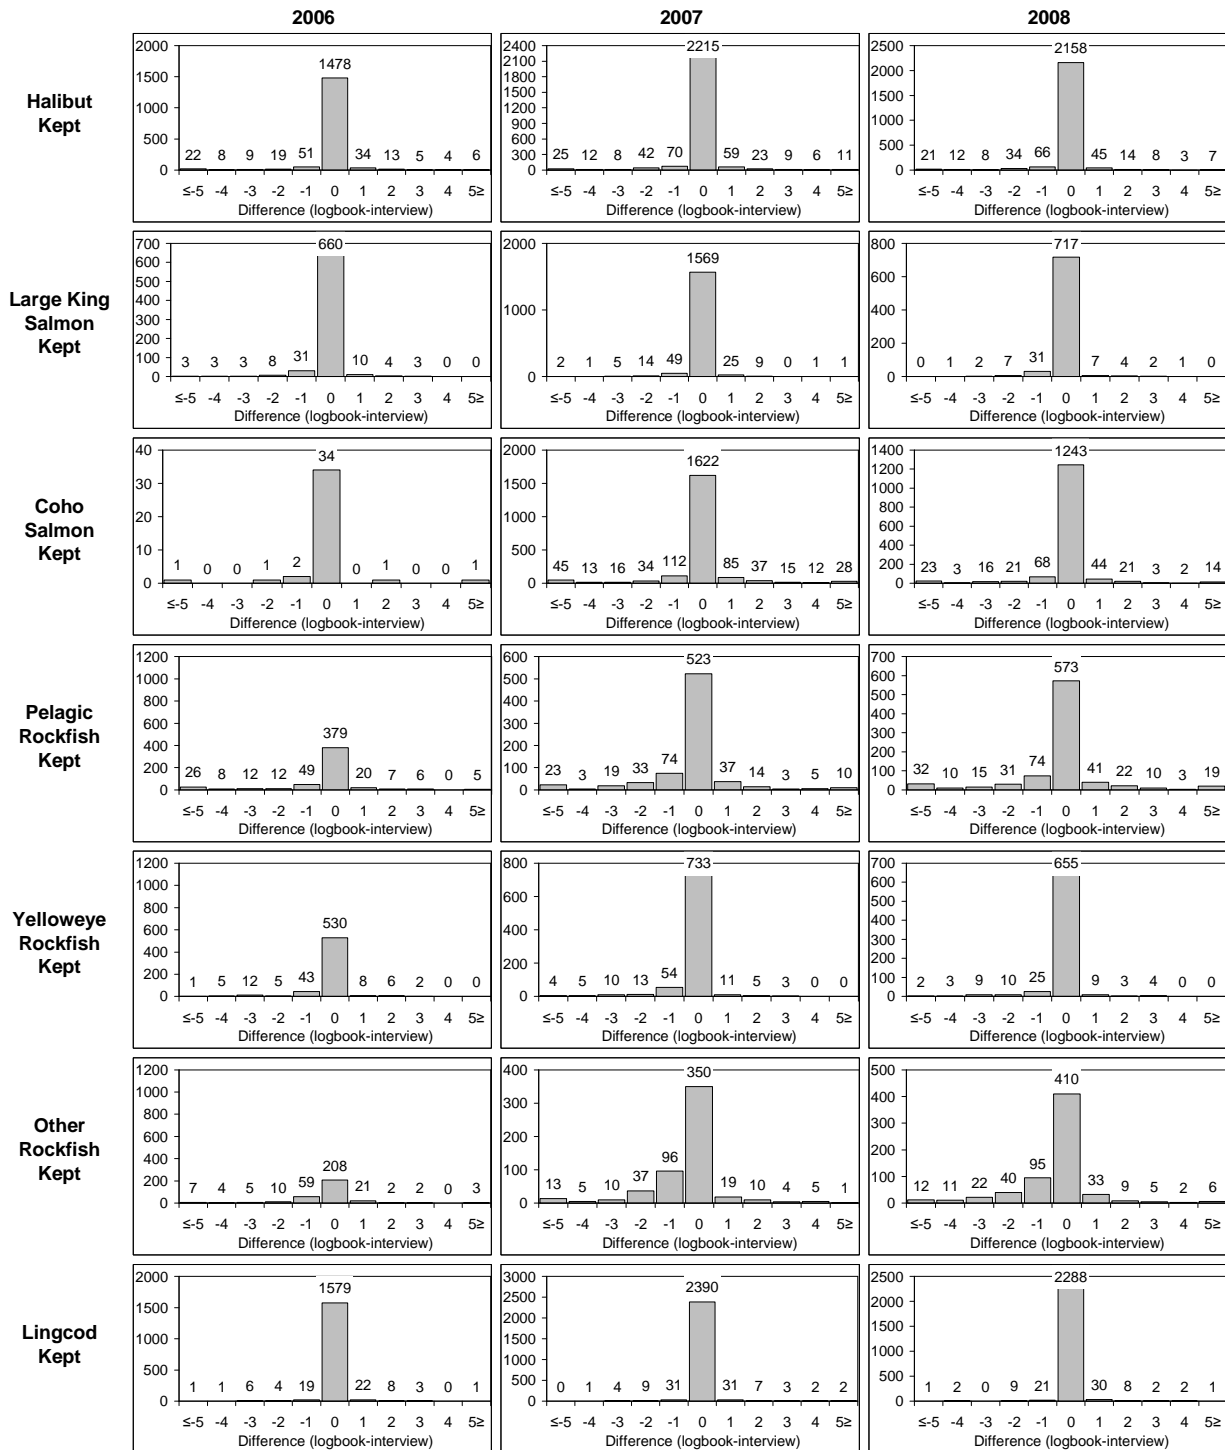 2006 2007 2008
Halibut
Kept
2000
1500
1000
500
0
1478
22 8 9 19 51 34 13 5 4 6
≤-5 -4 -3 -2 -1 0 1 2 3 4 5≥
Difference (logbook-interview)
2400
2100
1800
1500
1200
900
600
300
0
2215
25 12 8 42 70 59 23 9 6 11
≤-5 -4 -3 -2 -1 0 1 2 3 4 5≥
Difference (logbook-interview)
2500
2000
1500
1000
500
0
2158
21 12 8 34 66 45 14 8 3 7
≤-5 -4 -3 -2 -1 0 1 2 3 4 5≥
Difference (logbook-interview)
Large King
Salmon
Kept
700
600
500
400
300
200
100
0
660
3 3 3 8 31 10 4 3 0 0
≤-5 -4 -3 -2 -1 0 1 2 3 4 5≥
Difference (logbook-interview)
2000
1000
0
1569
2 1 5 14 49 25 9 0 1 1
≤-5 -4 -3 -2 -1 0 1 2 3 4 5≥
Difference (logbook-interview)
800
600
400
200
0
717
0 1 2 7 31 7 4 2 1 0
≤-5 -4 -3 -2 -1 0 1 2 3 4 5≥
Difference (logbook-interview)
Coho
Salmon
Kept
40
30
20
10
0
34
1 0 0 1 2 0 1 0 0 1
≤-5 -4 -3 -2 -1 0 1 2 3 4 5≥
Difference (logbook-interview)
2000
1500
1000
500
0
1622
45 13 16 34 112 85 37 15 12 28
≤-5 -4 -3 -2 -1 0 1 2 3 4 5≥
Difference (logbook-interview)
1400
1200
1000
800
600
400
200
0
1243
23 3 16 21 68 44 21 3 2 14
≤-5 -4 -3 -2 -1 0 1 2 3 4 5≥
Difference (logbook-interview)
Pelagic
Rockfish
Kept
1200
1000
800
600
400
200
0
379
26 8 12 12 49 20 7 6 0 5
≤-5 -4 -3 -2 -1 0 1 2 3 4 5≥
Difference (logbook-interview)
600
500
400
300
200
100
0
523
23 3 19 33 74 37 14 3 5 10
≤-5 -4 -3 -2 -1 0 1 2 3 4 5≥
Difference (logbook-interview)
700
600
500
400
300
200
100
0
573
32 10 15 31 74 41 22 10 3 19
≤-5 -4 -3 -2 -1 0 1 2 3 4 5≥
Difference (logbook-interview)
Yelloweye
Rockfish
Kept
1200
1000
800
600
400
200
0
530
1 5 12 5 43 8 6 2 0 0
≤-5 -4 -3 -2 -1 0 1 2 3 4 5≥
Difference (logbook-interview)
800
600
400
200
0
733
4 5 10 13 54 11 5 3 0 0
≤-5 -4 -3 -2 -1 0 1 2 3 4 5≥
Difference (logbook-interview)
700
600
500
400
300
200
100
0
655
2 3 9 10 25 9 3 4 0 0
≤-5 -4 -3 -2 -1 0 1 2 3 4 5≥
Difference (logbook-interview)
Other
Rockfish
Kept
1200
1000
800
600
400
200
0
208
7 4 5 10 59 21 2 2 0 3
≤-5 -4 -3 -2 -1 0 1 2 3 4 5≥
Difference (logbook-interview)
400
300
200
100
0
350
13 5 10 37 96 19 10 4 5 1
≤-5 -4 -3 -2 -1 0 1 2 3 4 5≥
Difference (logbook-interview)
500
400
300
200
100
0
410
12 11 22 40 95 33 9 5 2 6
≤-5 -4 -3 -2 -1 0 1 2 3 4 5≥
Difference (logbook-interview)
Lingcod
Kept
2000
1500
1000
500
0
1579
1 1 6 4 19 22 8 3 0 1
≤-5 -4 -3 -2 -1 0 1 2 3 4 5≥
Difference (logbook-interview)
3000
2500
2000
1500
1000
500
0
2390
0 1 4 9 31 31 7 3 2 2
≤-5 -4 -3 -2 -1 0 1 2 3 4 5≥
Difference (logbook-interview)
2500
2000
1500
1000
500
0
2288
1 2 0 9 21 30 8 2 2 1
≤-5 -4 -3 -2 -1 0 1 2 3 4 5≥
Difference (logbook-interview)